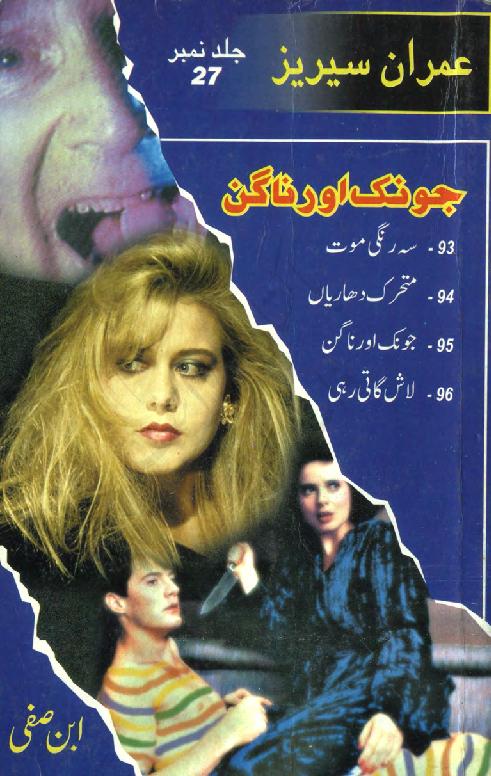 عمران سیریز
جلد نمبر
27
جونک اور ناگن
93- سہ رنگی موت
94- متحرک دھاریاں
95- جونک اور ناگن
96- لاش گاتی رہی
ابن صفی